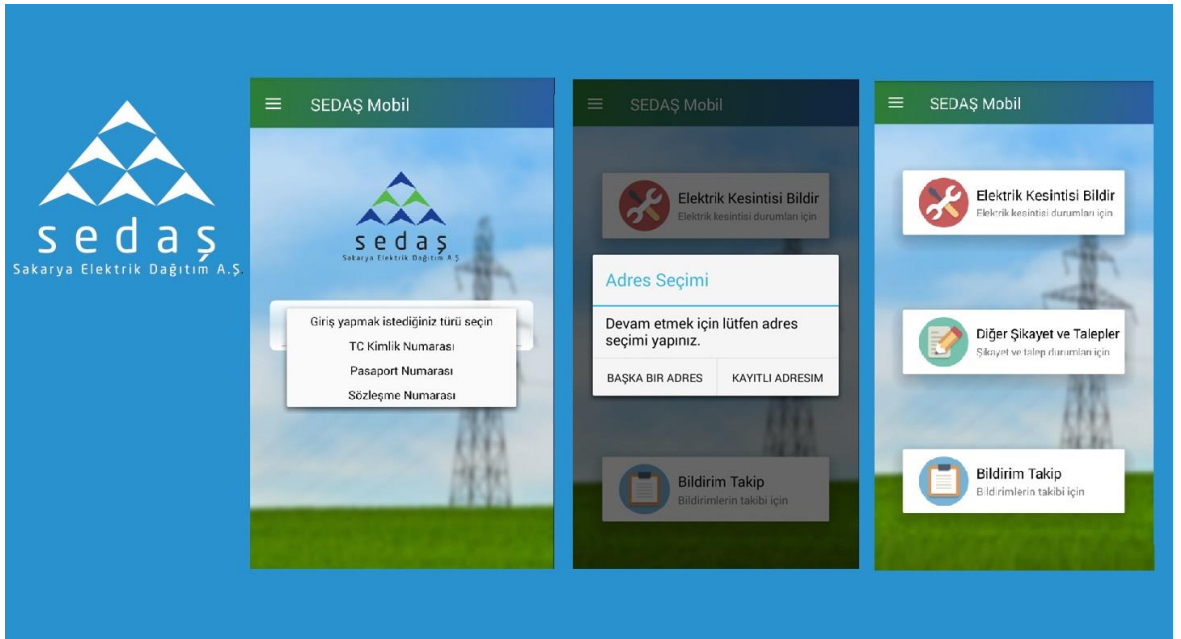 sedaş
Sakarya Elektrik Dağıtım A.Ş.
SEDAŞ Mobil
sedaş
Sakarya Elektrik Dağıtım A.Ş.
Giriş yapmak istediğiniz türü seçin
TC Kimlik Numarası
Pasaport Numarası
Sözleşme Numarası
SEDAŞ Mobil
Elektrik Kesintisi Bildir
Elektrik kesintisi durumları için
Adres Seçimi
Devam etmek için lütfen adres
seçimi yapınız.
BAŞKA BIR ADRES
KAYITLI ADRESIM
Bildirim Takip
Bildirimlerin takibi için
SEDAŞ Mobil
Elektrik Kesintisi Bildir
Elektrik kesintisi durumları için
Diğer Şikayet ve Talepler
Şikayet ve talep durumları için
Bildirim Takip
Bildirimlerin takibi için